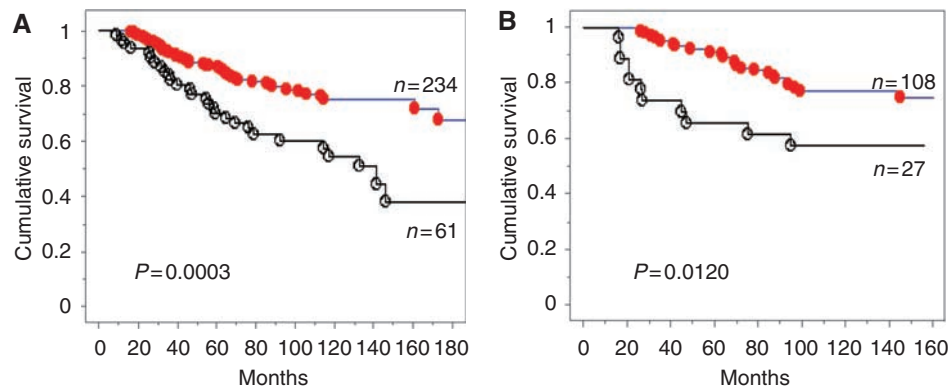 A
Cumulative survival
1
0.8
0.6
0.4
0.2
0
n=234
n=61
P=0.0003
0 20 40 60 80 100 120 140 160 180
Months
B
Cumulative survival
1
0.8
0.6
0.4
0.2
0
n=108
n=27
P=0.0120
0 20 40 60 80 100 120 140 160
Months